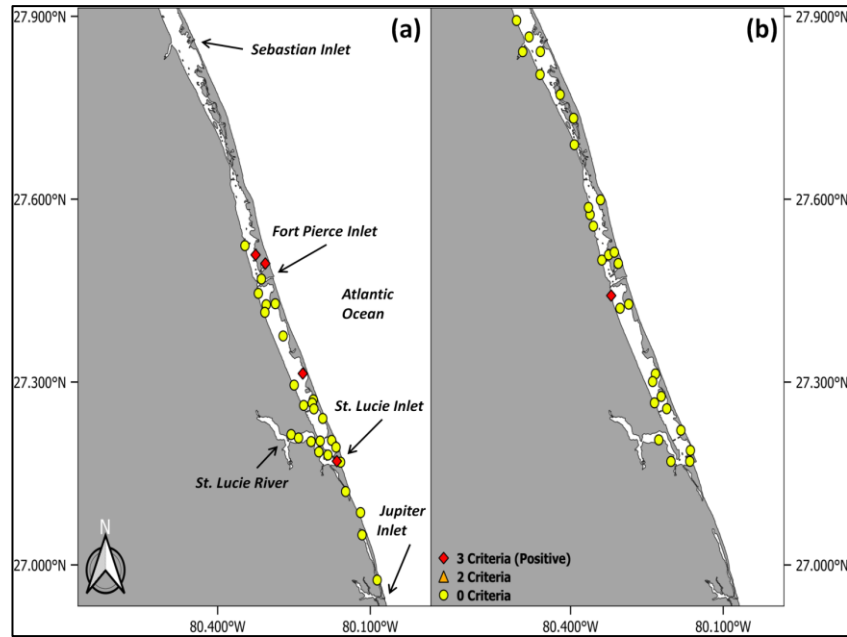 27.900°N
(a)
(b)
27.900°N
Sebastian Inlet
27.600°N
27.600°N
Fort Pierce Inlet
Atlantic
Ocean
27.300°N
27.300°N
St. Lucie Inlet
St. Lucie River
Jupiter
Inlet
N
3 Criteria (Positive)
2 Criteria
0 Criteria
27.000°N
27.000°N
80.400°W
80.100°W
80.400°W
80.100°W